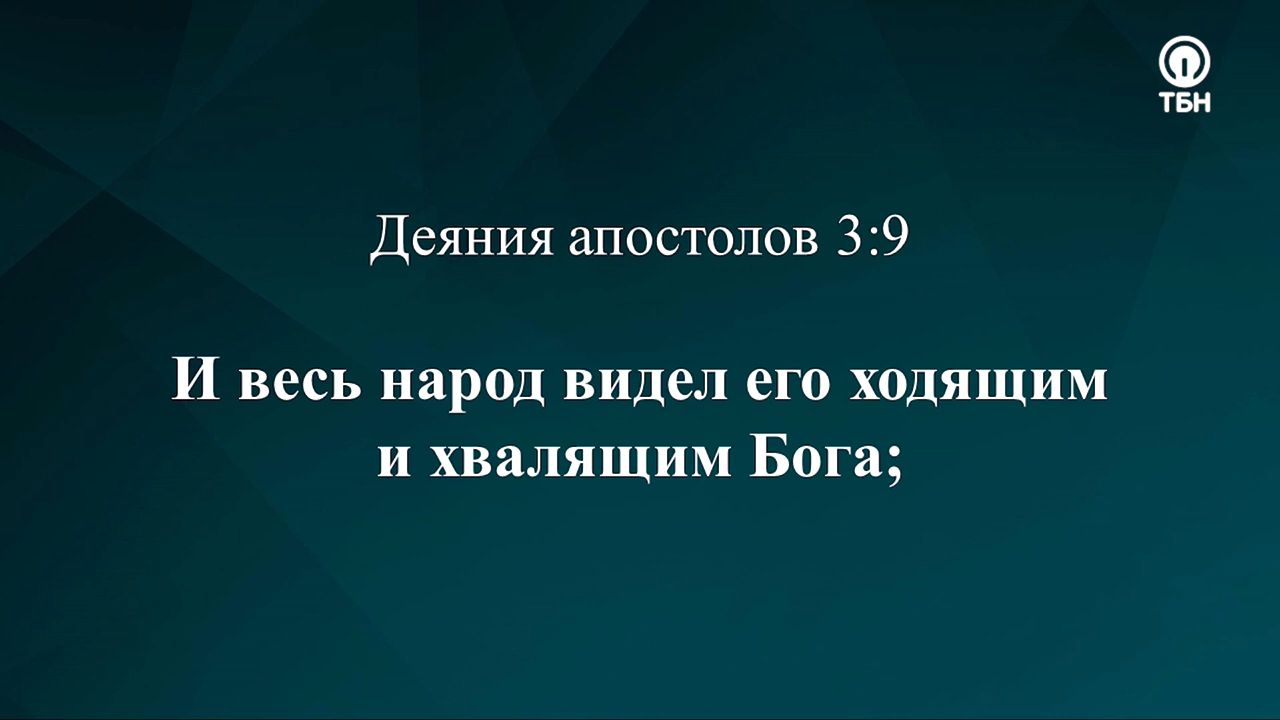 ТБН
Деяния апостолов 3:9
И весь народ видел его ходящим
и хвалящим Бога;